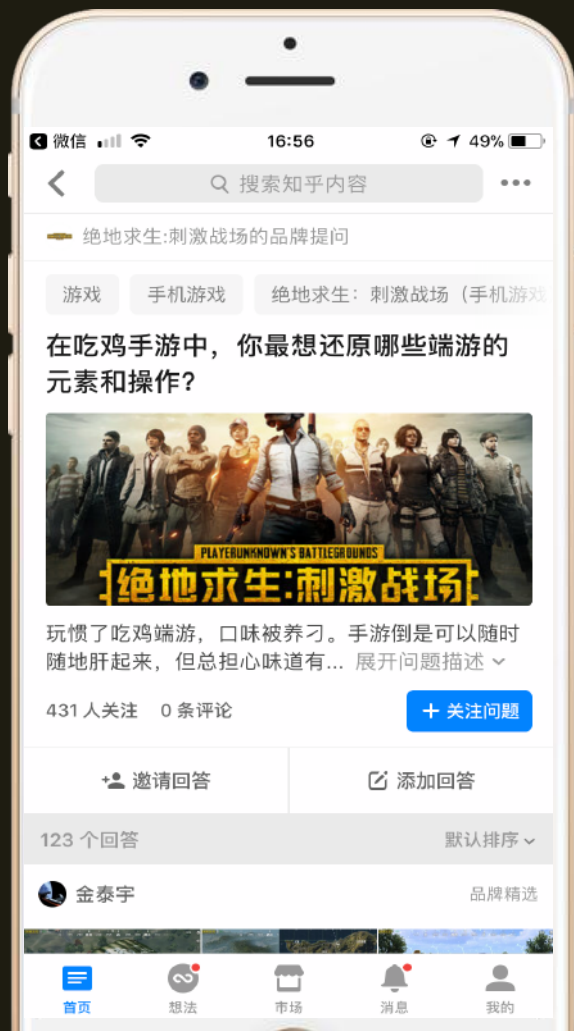 微信
16:56
49%
搜索知乎内容
绝地求生:刺激战场的品牌提问
游戏
手机游戏
绝地求生：刺激战场（手机游戏
在吃鸡手游中，你最想还原哪些端游的
元素和操作?
PLAYERUNKNOWN'S BATTLEGROUNDS
绝地求生:刺激战场
玩惯了吃鸡端游，口味被养刁。手游倒是可以随时
随地肝起来，但总担心味道有... 展开问题描述
431 人关注 0 条评论
+ 关注问题
邀请回答
添加回答
123 个回答
默认排序
金泰宇
品牌精选
首页
想法
市场
消息
我的